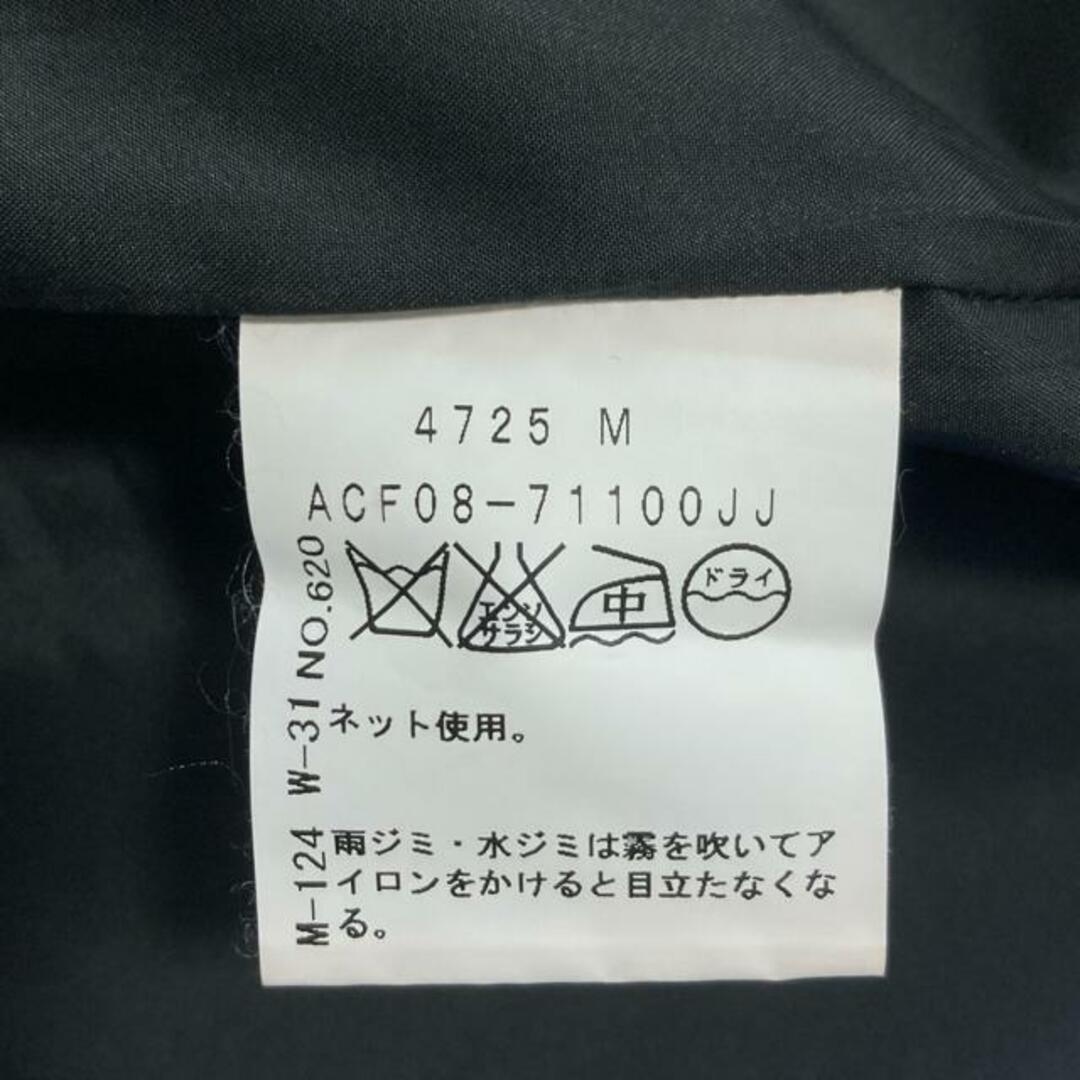 4725 M
ACF08-71100JJ
エンソ
サラシ
中
ドライ
ネット使用。
雨ジミ・水ジミは霧を吹いてア
イロンをかけると目立たなくな
る。
M-124 W-31 NO.620